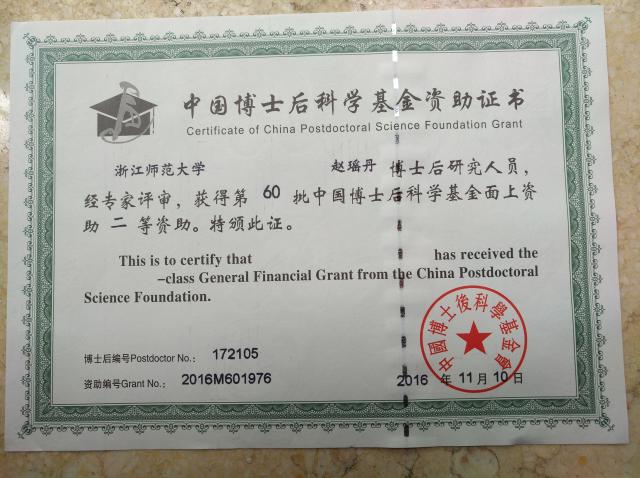 中国博士后科学基金资助证书
Certificate of China Postdoctoral Science Foundation Grant
浙江师范大学 赵瑶丹 博士后研究人员，
经专家评审，获得第 60 批中国博士后科学基金面上资
助 二 等资助。特颁此证。
This is to certify that has received the
–class General Financial Grant from the China Postdoctoral
Science Foundation.
中國博士後科學基金會
博士后编号Postdoctor No.: 172105
资助编号Grant No.: 2016M601976
2016 年 11 月 10 日